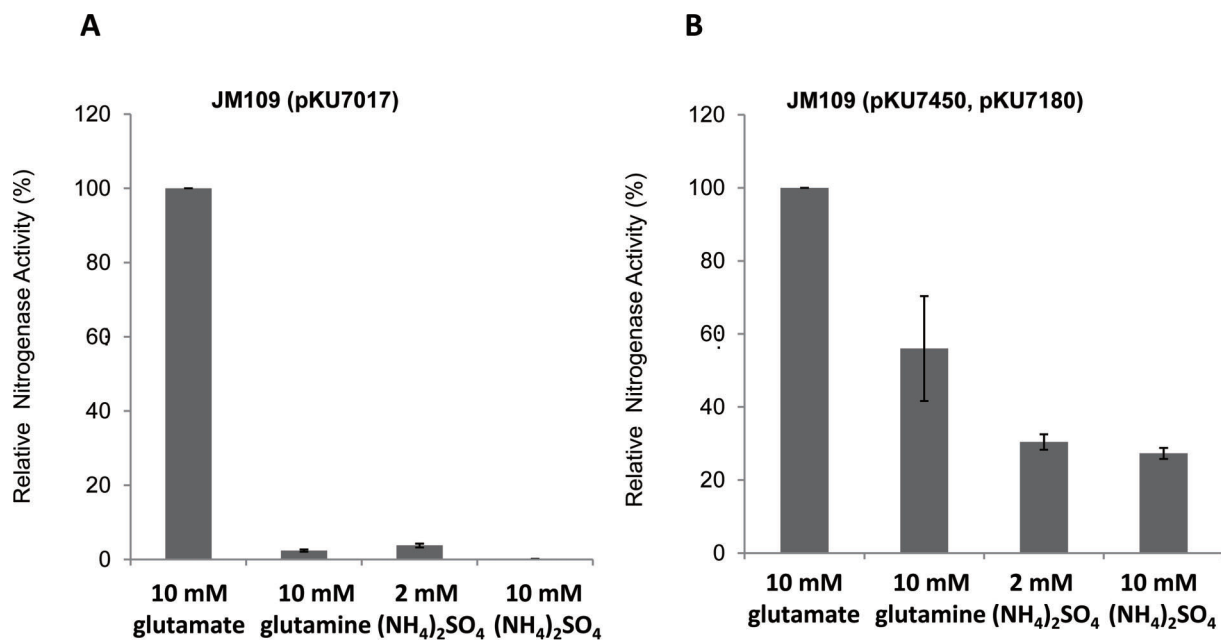 A
JM109 (pKU7017)
Relative Nitrogenase Activity (%)
120
100
80
60
40
20
0
10 mM 10 mM 2 mM 10 mM
glutamate glutamine (NH₄)₂SO₄ (NH₄)₂SO₄
B
JM109 (pKU7450, pKU7180)
Relative Nitrogenase Activity (%)
120
100
80
60
40
20
0
10 mM 10 mM 2 mM 10 mM
glutamate glutamine (NH₄)₂SO₄ (NH₄)₂SO₄